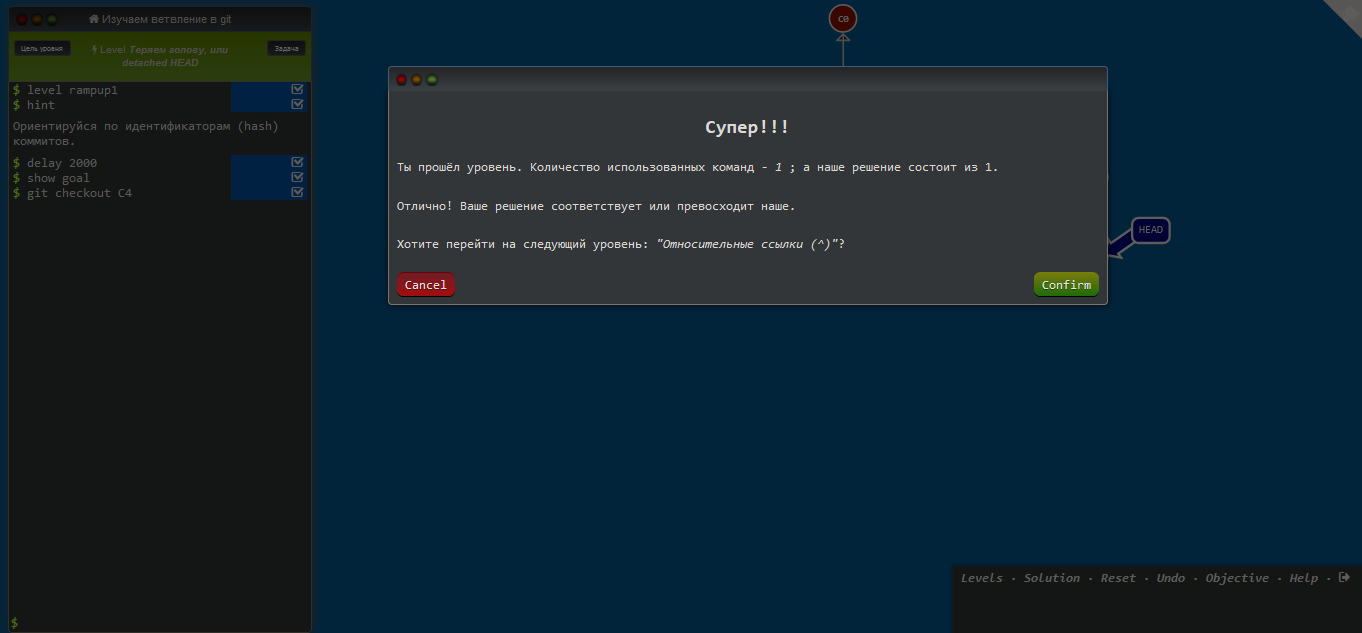 Изучаем ветвление в git
Цель уровня
Level Теряем голову, или
detached HEAD
Задача
$ level rampup1
$ hint
Ориентируйся по идентификаторам (hash)
коммитов.
$ delay 2000
$ show goal
$ git checkout C4
$
C0
Супер!!!
Ты прошёл уровень. Количество использованных команд - 1 ; а наше решение состоит из 1.
Отлично! Ваше решение соответствует или превосходит наше.
Хотите перейти на следующий уровень: "Относительные ссылки (^)"?
Cancel
Confirm
HEAD
Levels · Solution · Reset · Undo · Objective · Help ·